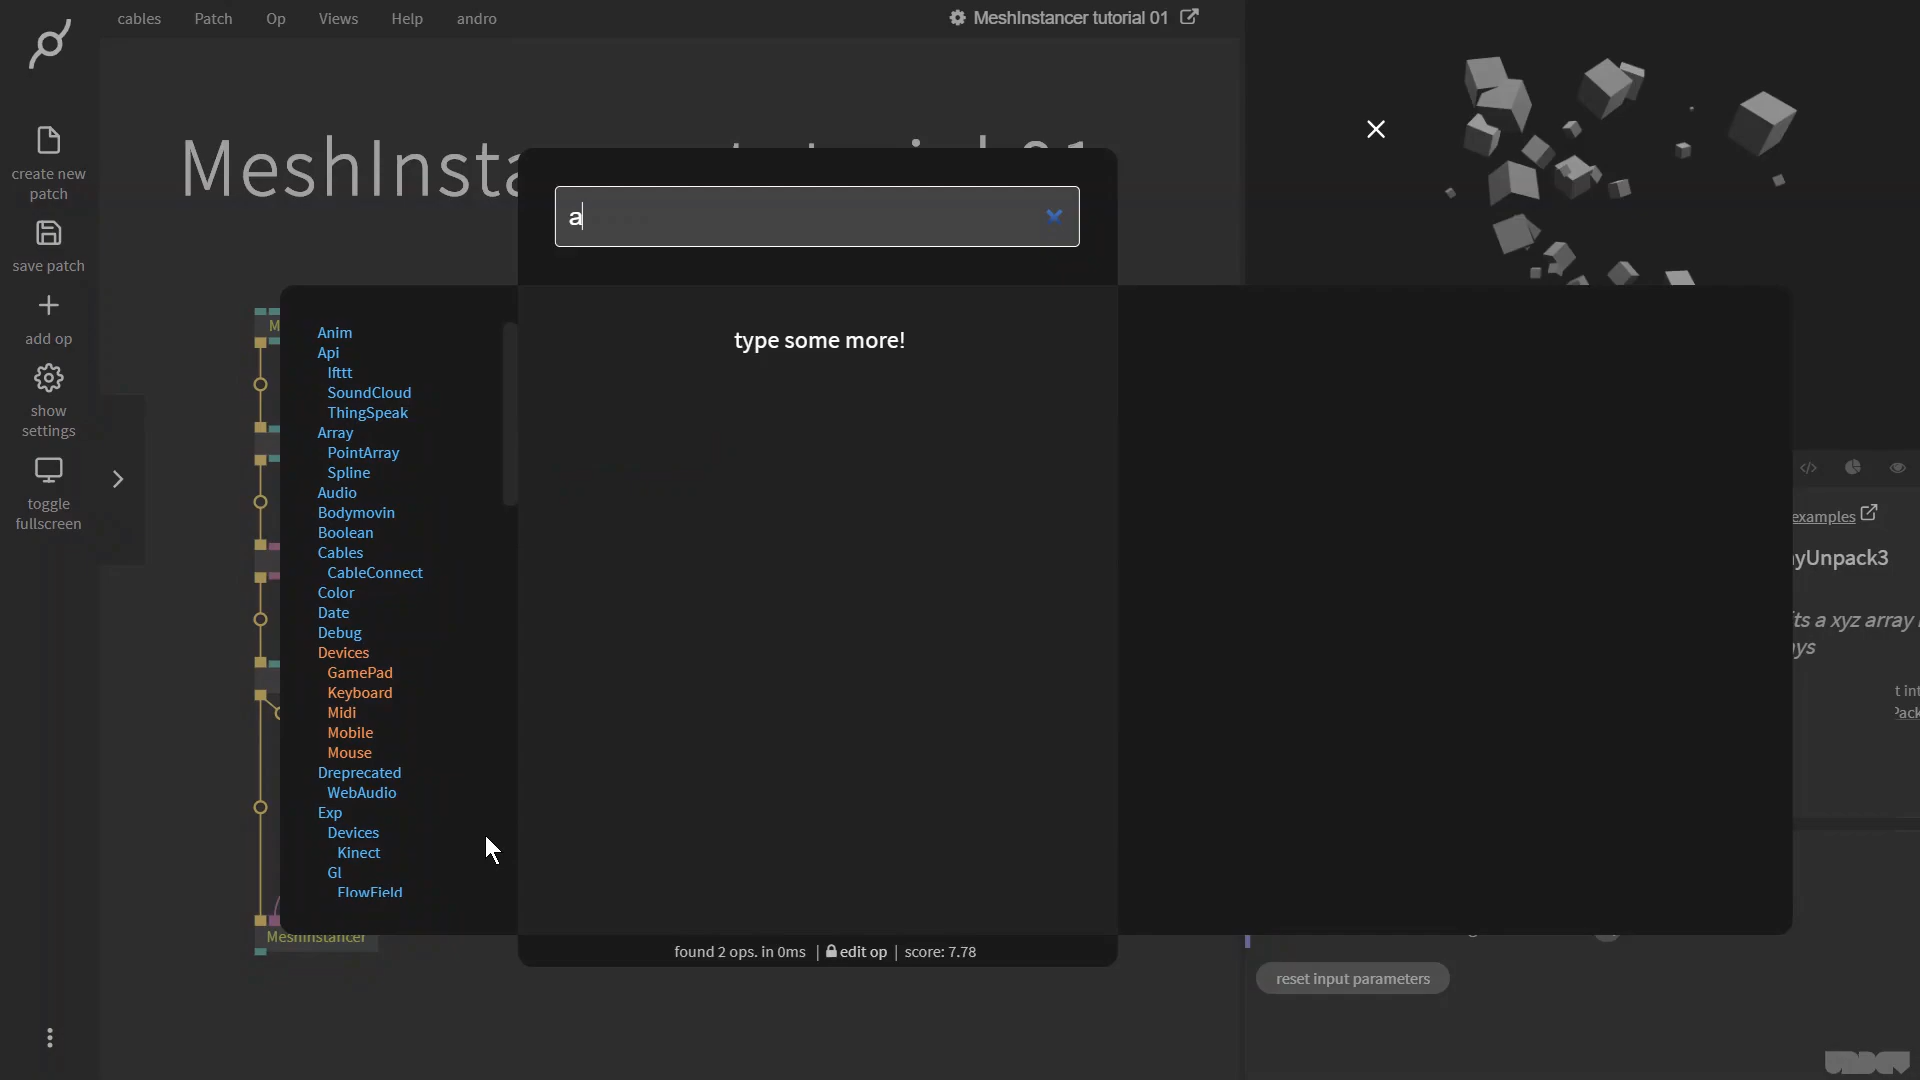 cables Patch Op Views Help andro
MeshInstancer tutorial 01
create new
patch
save patch
add op
show
settings
toggle
fullscreen
MeshInsta
a
type some more!
Anim
Api
Ifttt
SoundCloud
ThingSpeak
Array
PointArray
Spline
Audio
Bodymovin
Boolean
Cables
CableConnect
Color
Date
Debug
Devices
GamePad
Keyboard
Midi
Mobile
Mouse
Dreprecated
WebAudio
Exp
Devices
Kinect
Gl
FlowField
MeshInstancer
found 2 ops. in 0ms | edit op | score: 7.78
examples
yUnpack3
ts a xyz array
ays
t int
Pack
reset input parameters